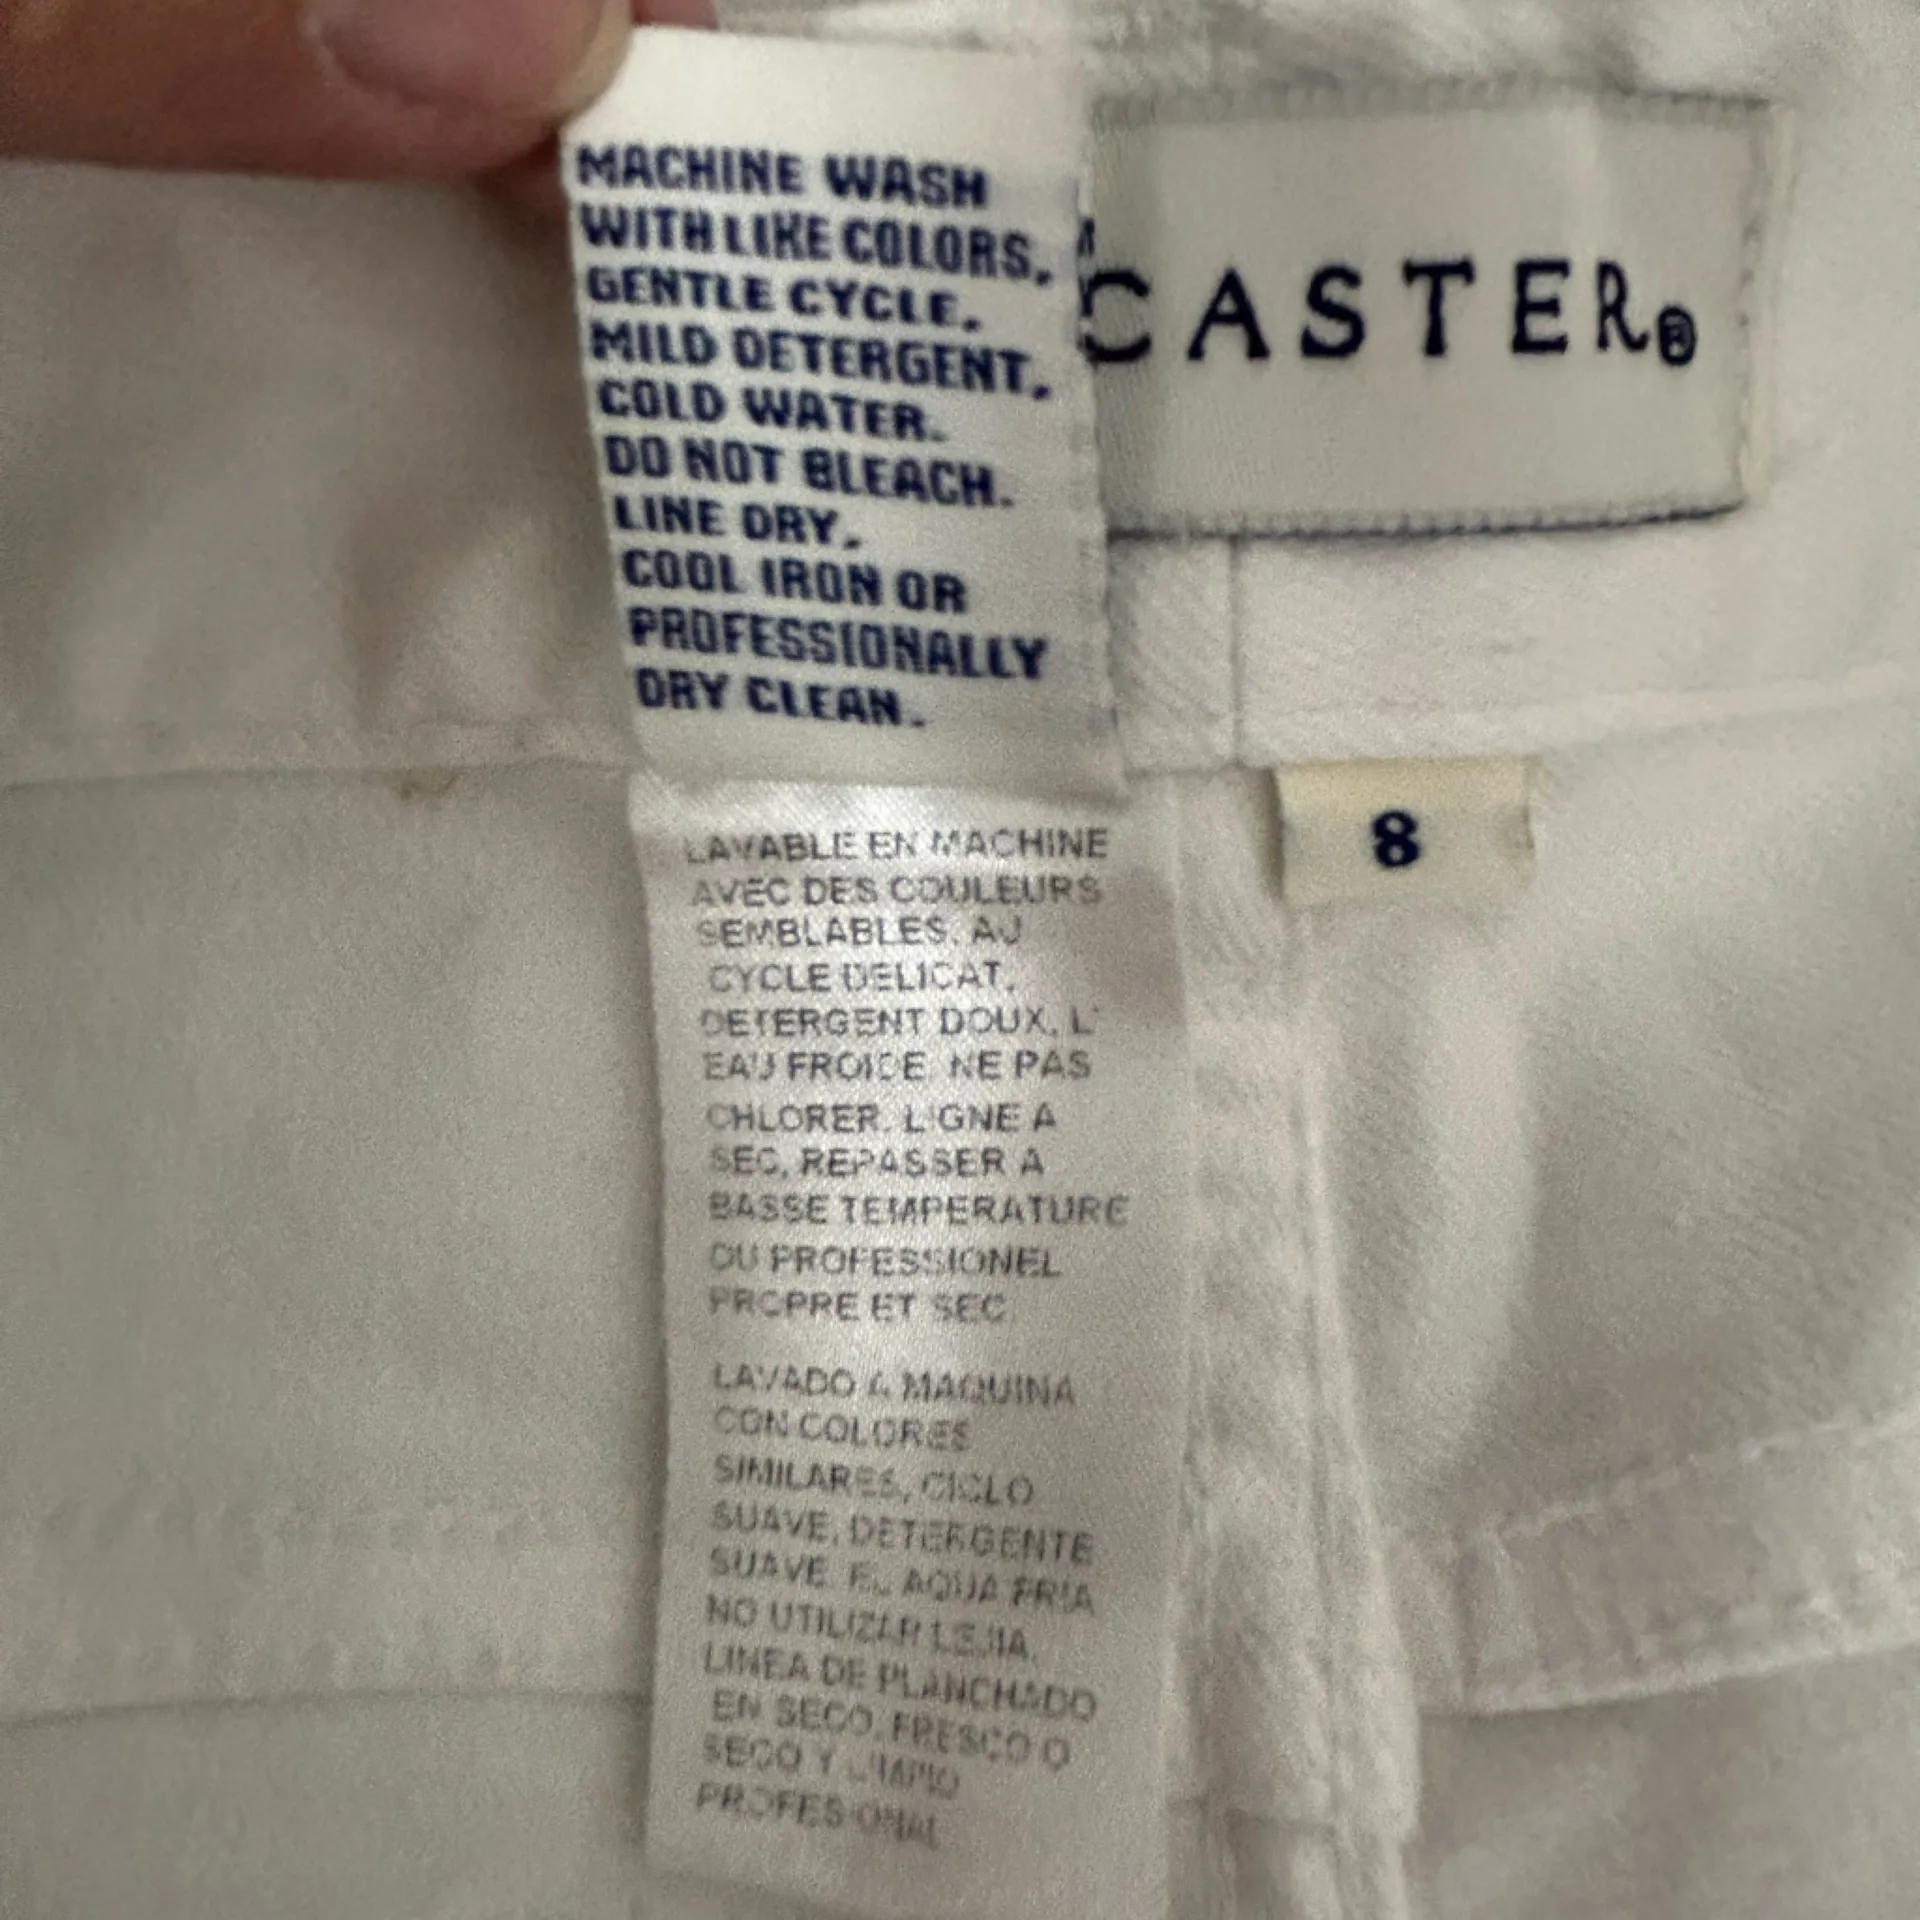 MACHINE WASH
WITH LIKE COLORS.
GENTLE CYCLE.
MILD DETERGENT.
COLD WATER.
DO NOT BLEACH.
LINE DRY.
COOL IRON OR
PROFESSIONALLY
DRY CLEAN.
CASTER®
8
LAVABLE EN MACHINE
AVEC DES COULEURS
SEMBLABLES. AU
CYCLE DELICAT.
DETERGENT DOUX. L'
EAU FROIDE. NE PAS
CHLORER. LIGNE A
SEC, REPASSER A
BASSE TEMPERATURE
OU PROFESSIONEL
PROPRE ET SEC
LAVADO A MAQUINA
CON COLORES
SIMILARES, CICLO
SUAVE, DETERGENTE
SUAVE. EL AQUA FRIA
NO UTILIZAR LEJIA.
LINEA DE PLANCHADO
EN SECO, FRESCO O
SECO Y LIMPIO
PROFESIONAL